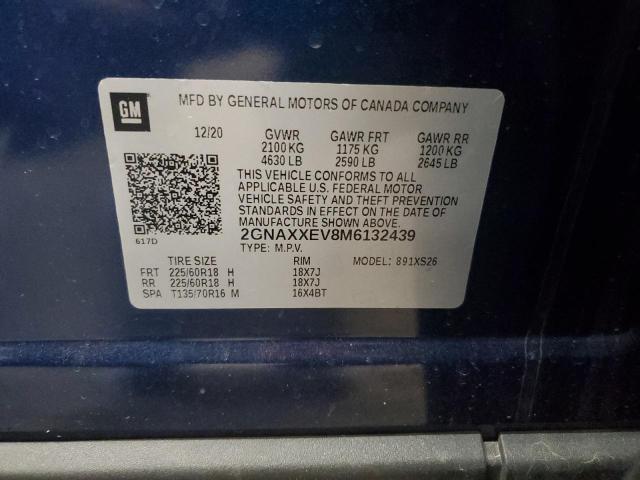 GM
MFD BY GENERAL MOTORS OF CANADA COMPANY
12/20 GVWR GAWR FRT GAWR RR
2100 KG 1175 KG 1200 KG
4630 LB 2590 LB 2645 LB
THIS VEHICLE CONFORMS TO ALL
APPLICABLE U.S. FEDERAL MOTOR
VEHICLE SAFETY AND THEFT PREVENTION
STANDARDS IN EFFECT ON THE DATE OF
MANUFACTURE SHOWN ABOVE.
617D 2GNAXXEV8M6132439
TYPE: M.P.V.
TIRE SIZE RIM MODEL: 891XS26
FRT 225/60R18 H 18X7J
RR 225/60R18 H 18X7J
SPA T135/70R16 M 16X4BT